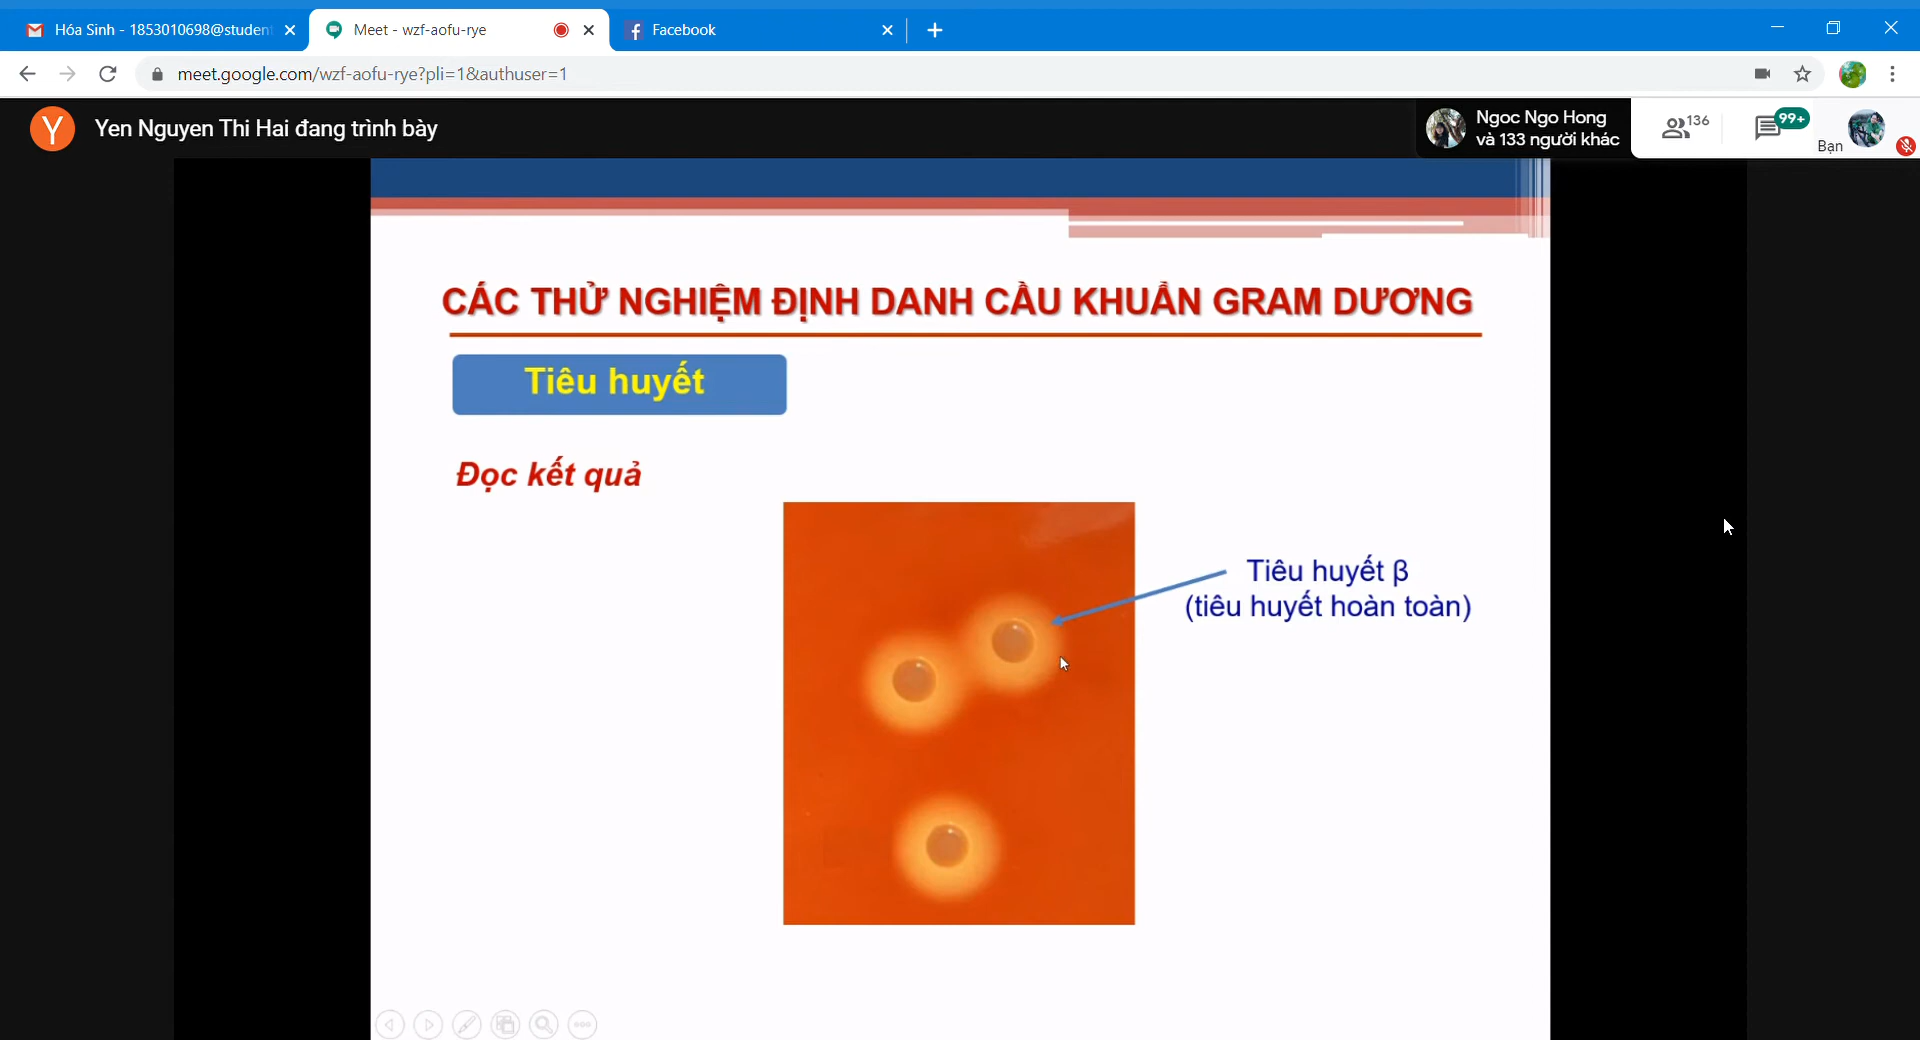 Hóa Sinh - 1853010698@student
Meet - wzf-aofu-rye
Facebook
meet.google.com/wzf-aofu-rye?pli=1&authuser=1
Y
Yen Nguyen Thi Hai đang trình bày
Ngoc Ngo Hong
và 133 người khác
136
99+
Bạn
CÁC THỬ NGHIỆM ĐỊNH DANH CẦU KHUẨN GRAM DƯƠNG
Tiêu huyết
Đọc kết quả
Tiêu huyết β
(tiêu huyết hoàn toàn)